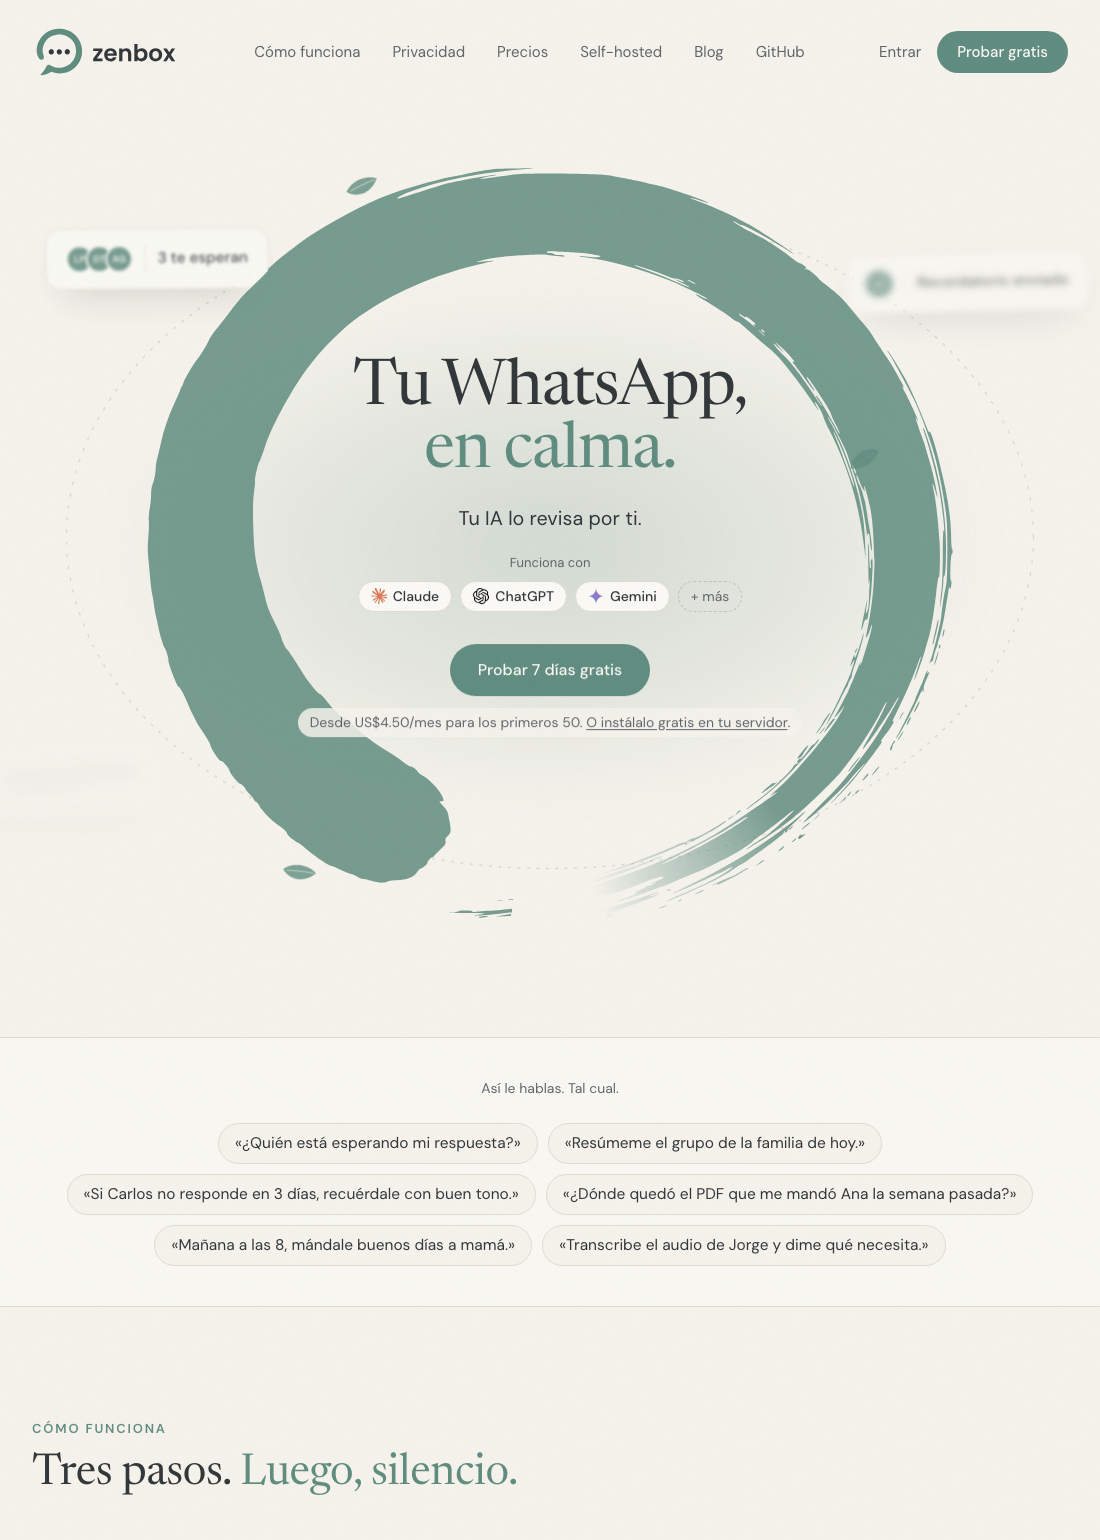 zenbox
Cómo funciona
Privacidad
Precios
Self-hosted
Blog
GitHub
Entrar
Probar gratis
3 te esperan
Recordatorio enviado
Tu WhatsApp,
en calma.
Tu IA lo revisa por ti.
Funciona con
Claude
ChatGPT
Gemini
+ más
Probar 7 días gratis
Desde US$4.50/mes para los primeros 50. O instálalo gratis en tu servidor.
Así le hablas. Tal cual.
«¿Quién está esperando mi respuesta?»
«Resúmeme el grupo de la familia de hoy.»
«Si Carlos no responde en 3 días, recuérdale con buen tono.»
«¿Dónde quedó el PDF que me mandó Ana la semana pasada?»
«Mañana a las 8, mándale buenos días a mamá.»
«Transcribe el audio de Jorge y dime qué necesita.»
CÓMO FUNCIONA
Tres pasos. Luego, silencio.